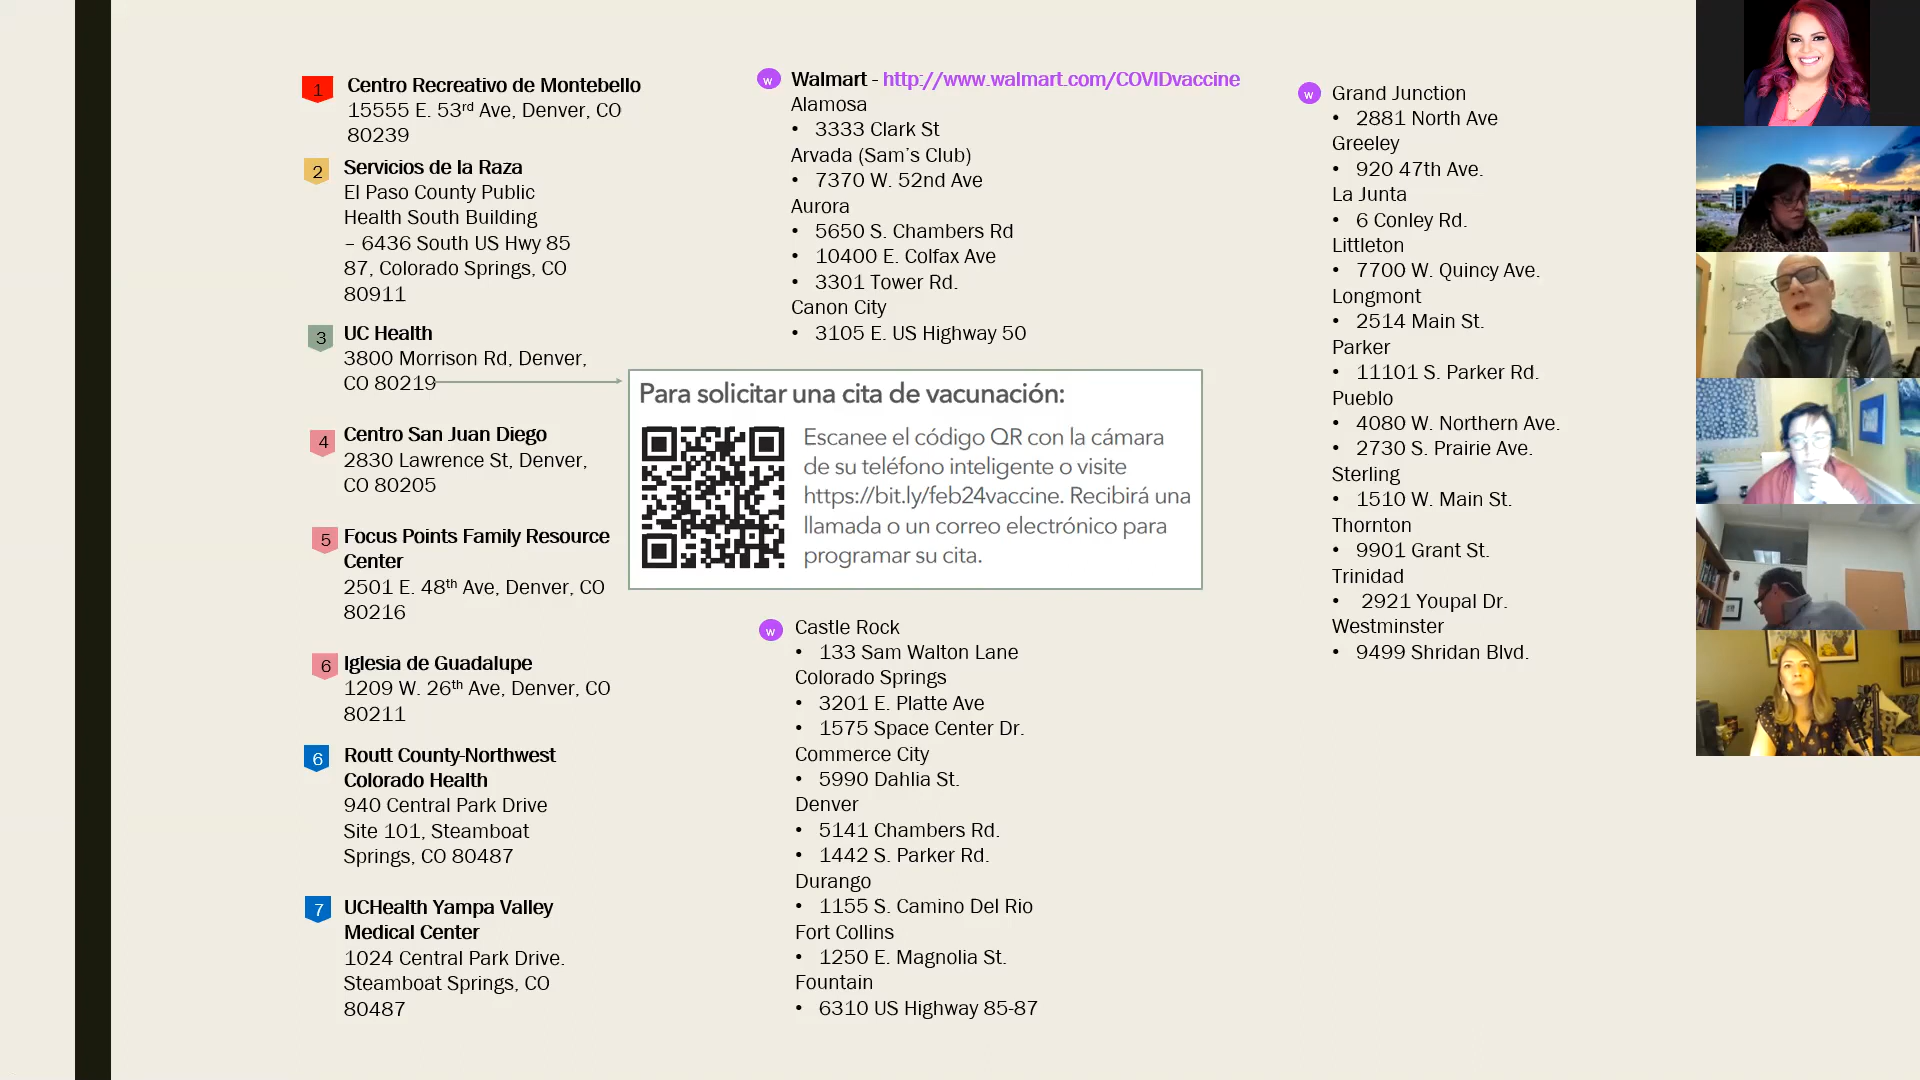 1
Centro Recreativo de Montebello
15555 E. 53rd Ave, Denver, CO
80239
2
Servicios de la Raza
El Paso County Public
Health South Building
– 6436 South US Hwy 85
87, Colorado Springs, CO
80911
3
UC Health
3800 Morrison Rd, Denver,
CO 80219
4
Centro San Juan Diego
2830 Lawrence St, Denver,
CO 80205
5
Focus Points Family Resource
Center
2501 E. 48th Ave, Denver, CO
80216
6
Iglesia de Guadalupe
1209 W. 26th Ave, Denver, CO
80211
6
Routt County-Northwest
Colorado Health
940 Central Park Drive
Site 101, Steamboat
Springs, CO 80487
7
UCHealth Yampa Valley
Medical Center
1024 Central Park Drive.
Steamboat Springs, CO
80487
w
Walmart - http://www.walmart.com/COVIDvaccine
Alamosa
• 3333 Clark St
Arvada (Sam's Club)
• 7370 W. 52nd Ave
Aurora
• 5650 S. Chambers Rd
• 10400 E. Colfax Ave
• 3301 Tower Rd.
Canon City
• 3105 E. US Highway 50
Para solicitar una cita de vacunación:
Escanee el código QR con la cámara
de su teléfono inteligente o visite
https://bit.ly/feb24vaccine. Recibirá una
llamada o un correo electrónico para
programar su cita.
w
Castle Rock
• 133 Sam Walton Lane
Colorado Springs
• 3201 E. Platte Ave
• 1575 Space Center Dr.
Commerce City
• 5990 Dahlia St.
Denver
• 5141 Chambers Rd.
• 1442 S. Parker Rd.
Durango
• 1155 S. Camino Del Rio
Fort Collins
• 1250 E. Magnolia St.
Fountain
• 6310 US Highway 85-87
w
Grand Junction
• 2881 North Ave
Greeley
• 920 47th Ave.
La Junta
• 6 Conley Rd.
Littleton
• 7700 W. Quincy Ave.
Longmont
• 2514 Main St.
Parker
• 11101 S. Parker Rd.
Pueblo
• 4080 W. Northern Ave.
• 2730 S. Prairie Ave.
Sterling
• 1510 W. Main St.
Thornton
• 9901 Grant St.
Trinidad
• 2921 Youpal Dr.
Westminster
• 9499 Shridan Blvd.